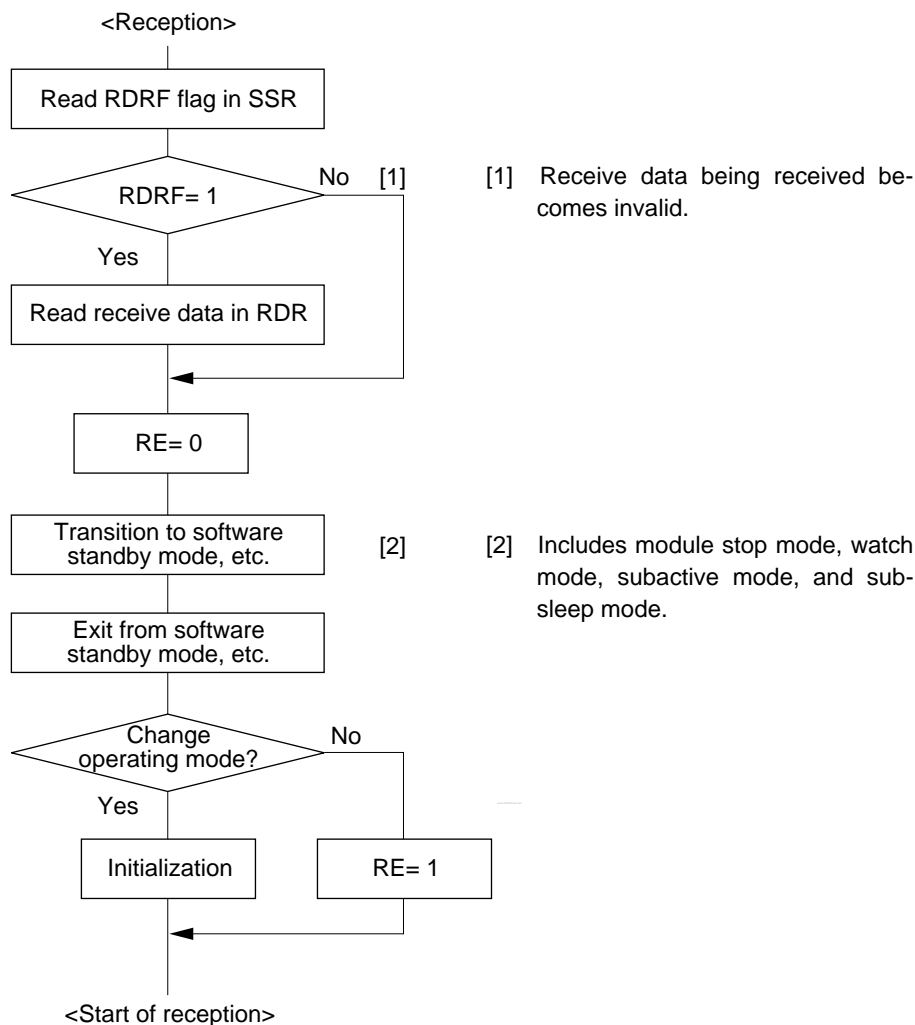 <Reception>
Read RDRF flag in SSR
RDRF= 1
No [1]
[1] Receive data being received be-
comes invalid.
Yes
Read receive data in RDR
RE= 0
Transition to software
standby mode, etc.
[2]
[2] Includes module stop mode, watch
mode, subactive mode, and sub-
sleep mode.
Exit from software
standby mode, etc.
Change
operating mode?
No
Yes
Initialization
RE= 1
<Start of reception>